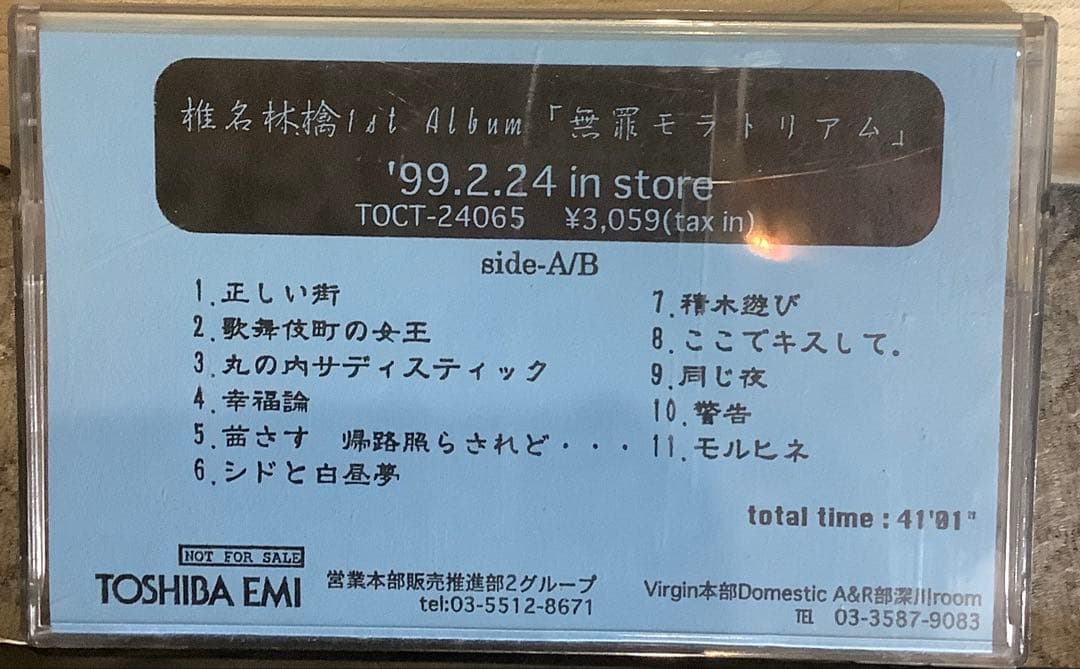 椎名林檎1st Album「無罪モラトリアム」
'99.2.24 in store
TOCT-24065 ¥3,059(tax in)
side-A/B
1.正しい街
2.歌舞伎町の女王
3.丸の内サディスティック
4.幸福論
5.茜さす 帰路照らされど・・・
6.シドと白昼夢
7.積木遊び
8.ここでキスして。
9.同じ夜
10.警告
11.モルヒネ
total time : 41'01"
NOT FOR SALE
TOSHIBA EMI
営業本部販売推進部2グループ
tel:03-5512-8671
Virgin本部Domestic A&R部深川room
℡ 03-3587-9083